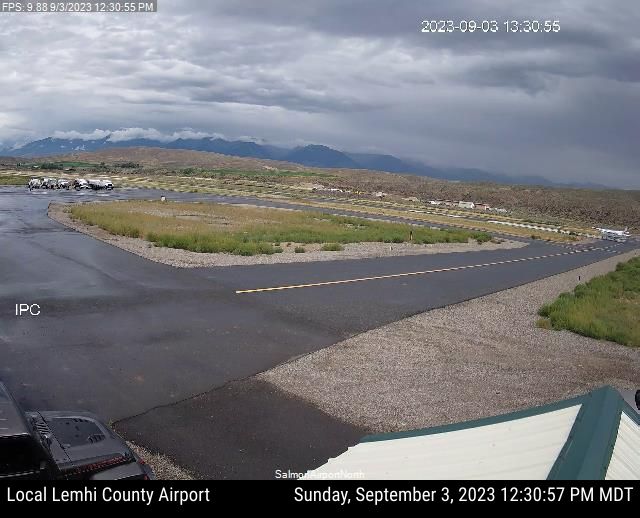 FPS: 9.88 9/3/2023 12:30:55 PM
2023-09-03 13:30:55
IPC
SalmonAirportNorth
Local Lemhi County Airport
Sunday, September 3, 2023 12:30:57 PM MDT